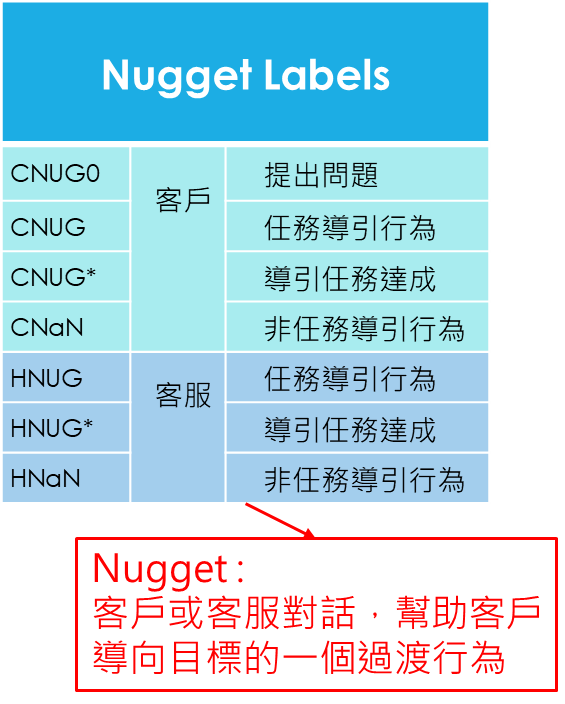 Nugget Labels
CNUG0 客戶 提出問題
CNUG 任務導引行為
CNUG* 導引任務達成
CNaN 非任務導引行為
HNUG 客服 任務導引行為
HNUG* 導引任務達成
HNaN 非任務導引行為
Nugget:
客戶或客服對話，幫助客戶
導向目標的一個過渡行為